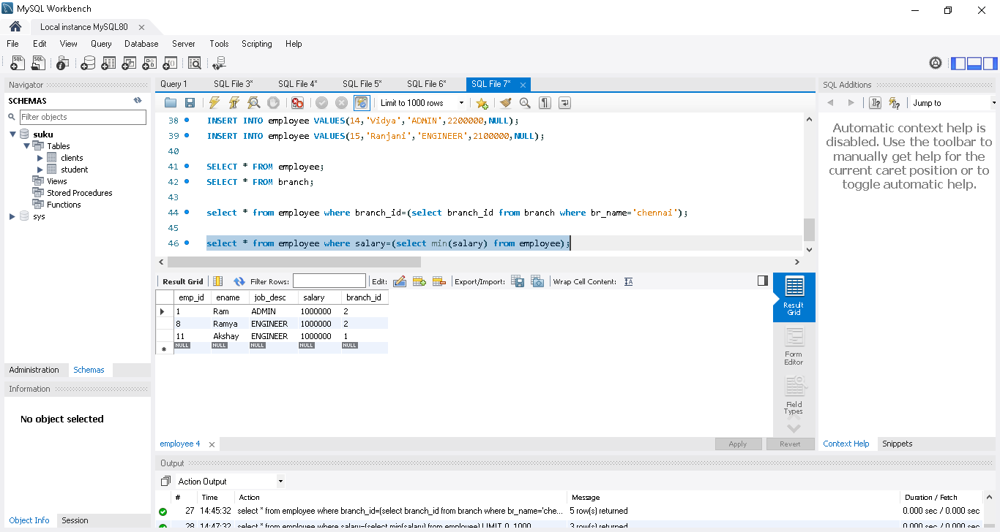 MySQL Workbench
Local instance MySQL80
File Edit View Query Database Server Tools Scripting Help
Navigator
SCHEMAS
Filter objects
suku
Tables
clients
student
Views
Stored Procedures
Functions
sys
Administration Schemas
Information
No object selected
Object Info Session
Query 1 SQL File 3* SQL File 4* SQL File 5* SQL File 6* SQL File 7*
Limit to 1000 rows
38 INSERT INTO employee VALUES(14,'Vidya','ADMIN',2200000,NULL);
39 INSERT INTO employee VALUES(15,'Ranjani','ENGINEER',2100000,NULL);
40
41 SELECT * FROM employee;
42 SELECT * FROM branch;
43
44 select * from employee where branch_id=(select branch_id from branch where br_name='chennai');
45
46 select * from employee where salary=(select min(salary) from employee);
Result Grid Filter Rows: Edit: Export/Import: Wrap Cell Content:
emp_id ename job_desc salary branch_id
1 Ram ADMIN 1000000 2
8 Ramya ENGINEER 1000000 2
11 Akshay ENGINEER 1000000 1
NULL NULL NULL NULL NULL
Result
Grid
Form
Editor
Field
Types
employee 4
Apply Revert
Output
Action Output
# Time Action Message Duration / Fetch
27 14:45:32 select * from employee where branch_id=(select branch_id from branch where br_name='che... 5 row(s) returned 0.000 sec / 0.000 sec
28 14:47:32 select * from employee where salary=(select min(salary) from employee) LIMIT 0, 1000 3 row(s) returned 0.000 sec / 0.000 sec
SQL Additions
Jump to
Automatic context help is
disabled. Use the toolbar to
manually get help for the
current caret position or to
toggle automatic help.
Context Help Snippets